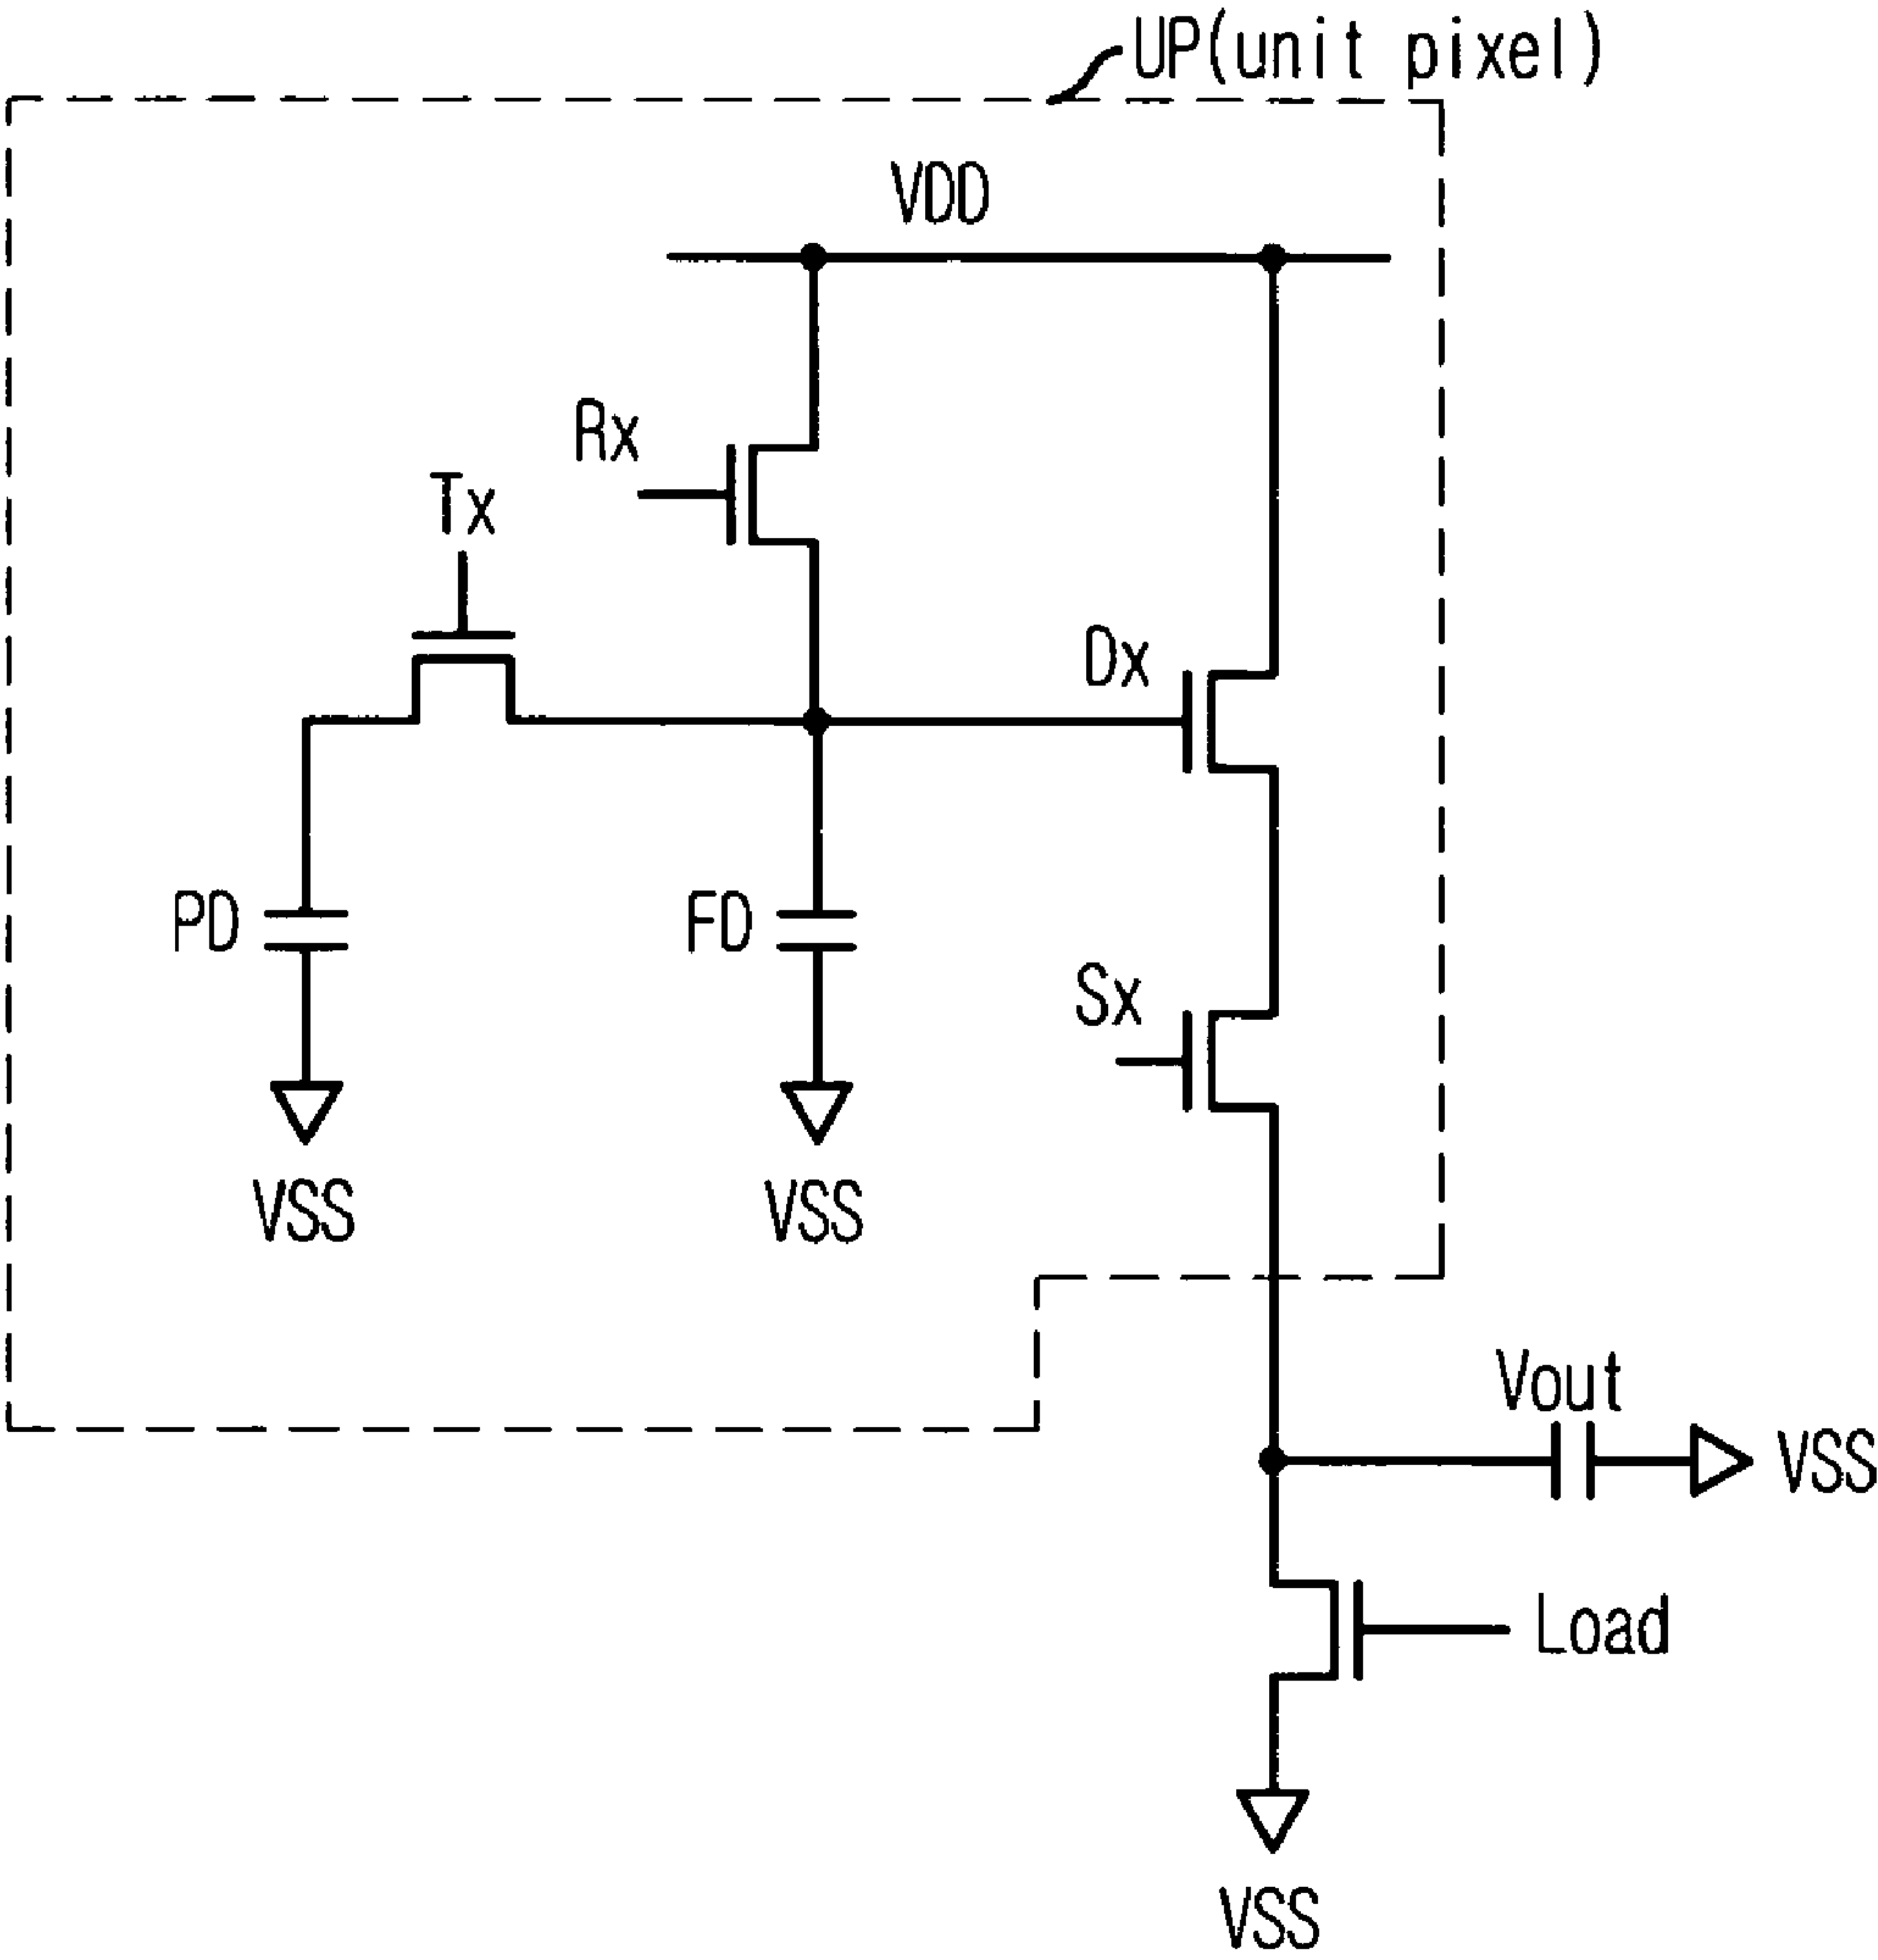 UP(unit pixel)
VDD
Rx
Tx
Dx
PD
FD
Sx
VSS
VSS
Vout
VSS
Load
VSS